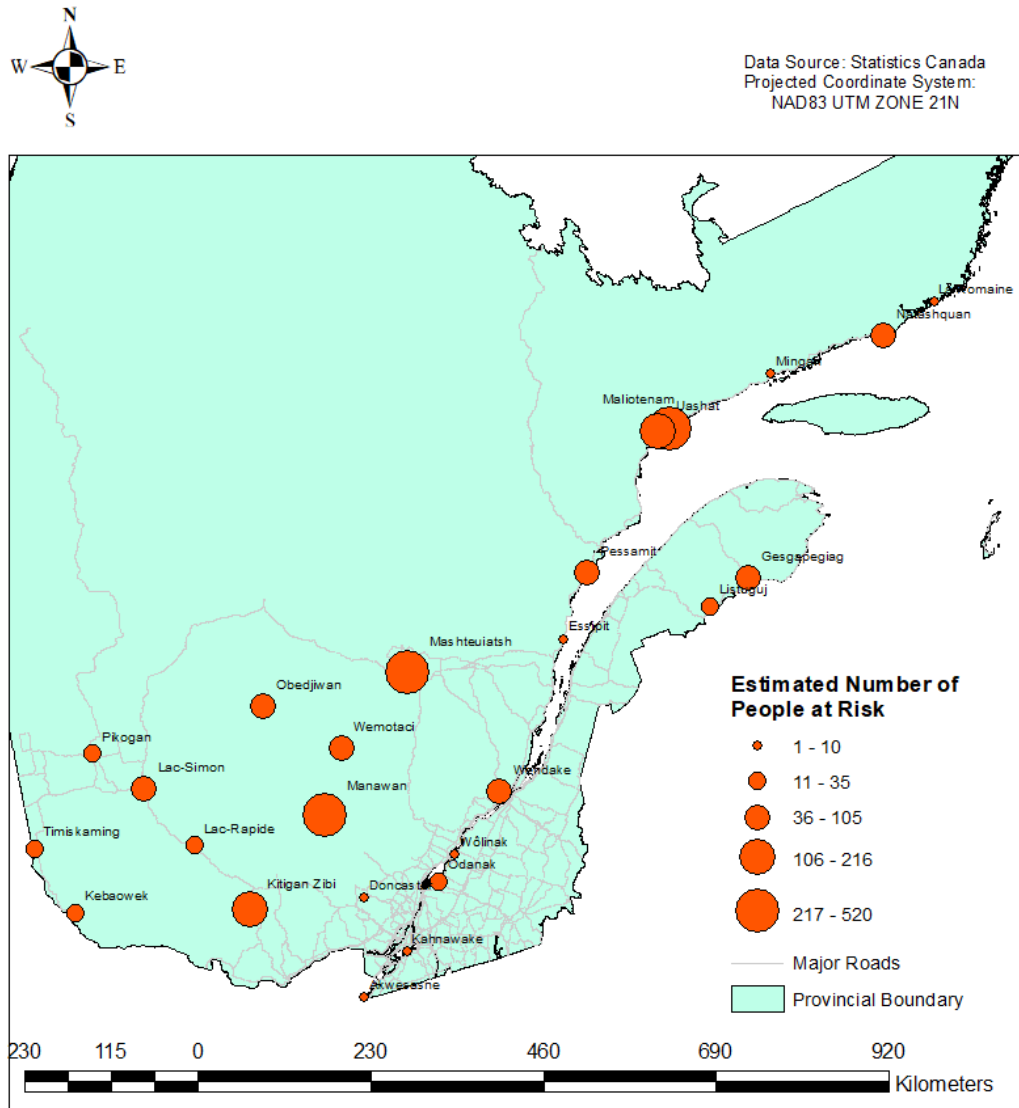 N
W E
S
Data Source: Statistics Canada
Projected Coordinate System:
NAD83 UTM ZONE 21N
Natashquan
Mingan
Maliotenam
Uashat
Pessamit
Gesgapegiag
Listuguj
Essipit
Mashteuiatsh
Obedjiwan
Wemotaci
Pikogan
Lac-Simon
Manawan
Wendake
Timiskaming
Lac-Rapide
Wôlinak
Odanak
Kitigan Zibi
Kebaowek
Kahnawake
Akwesasne
Estimated Number of
People at Risk
1 - 10
11 - 35
36 - 105
106 - 216
217 - 520
Major Roads
Provincial Boundary
230 115 0 230 460 690 920
Kilometers